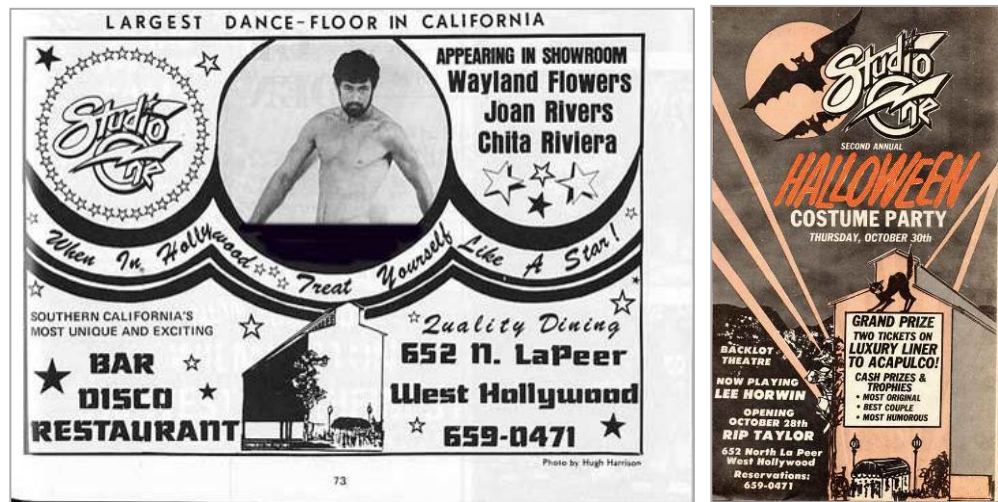 LARGEST DANCE-FLOOR IN CALIFORNIA
Studio
One
APPEARING IN SHOWROOM
Wayland Flowers
Joan Rivers
Chita Riviera
When In Hollywood Treat Yourself Like A Star!
SOUTHERN CALIFORNIA'S
MOST UNIQUE AND EXCITING
BAR
DISCO
RESTAURANT
Quality Dining
652 N. LaPeer
West Hollywood
659-0471
Photo by Hugh Harrison
73
Studio
One
SECOND ANNUAL
HALLOWEEN
COSTUME PARTY
THURSDAY, OCTOBER 30th
GRAND PRIZE
TWO TICKETS ON
LUXURY LINER
TO ACAPULCO!
CASH PRIZES &
TROPHIES
• MOST ORIGINAL
• BEST COUPLE
• MOST HUMOROUS
BACKLOT
THEATRE
NOW PLAYING
LEE HORWIN
OPENING
OCTOBER 28th
RIP TAYLOR
652 North La Peer
West Hollywood
Reservations:
659-0471